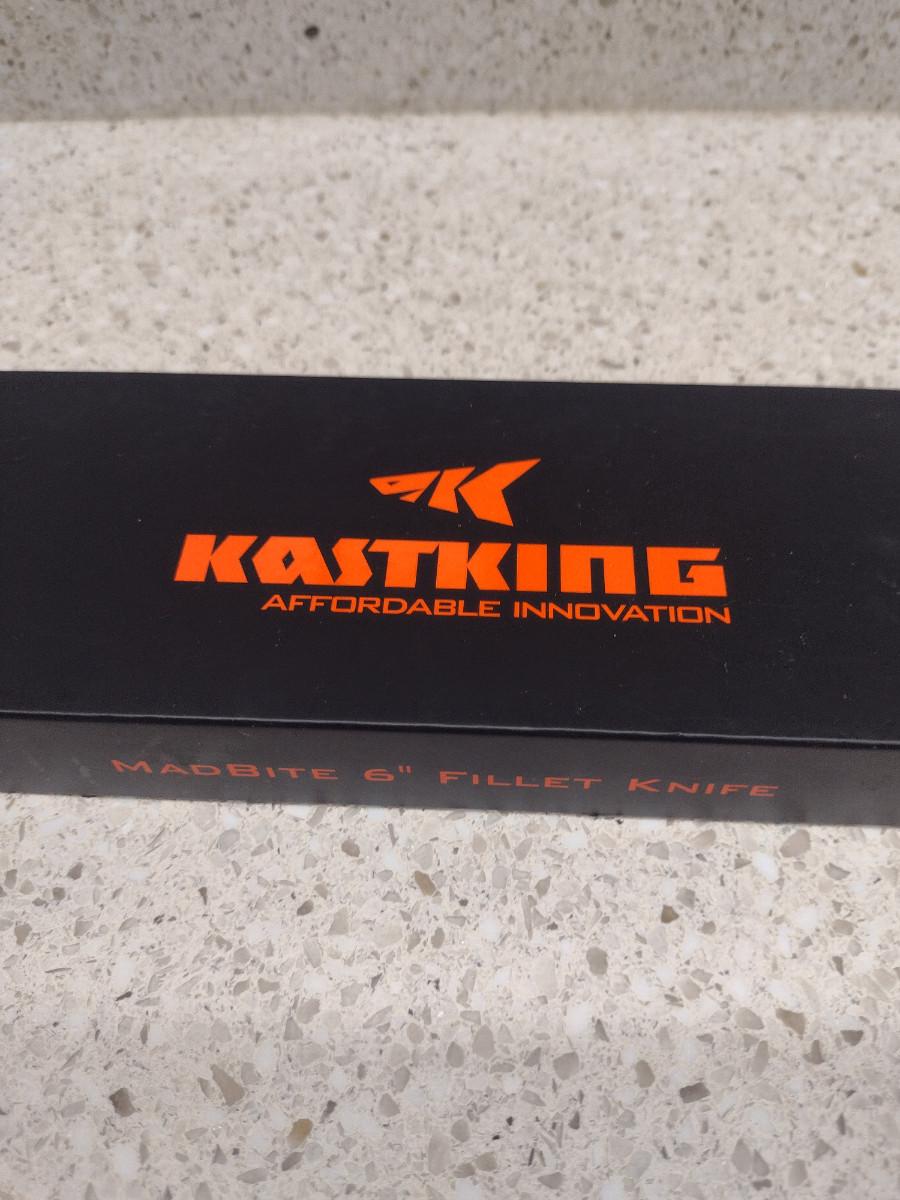 KASTKING
AFFORDABLE INNOVATION
MADBITE 6" FILLET KNIFE